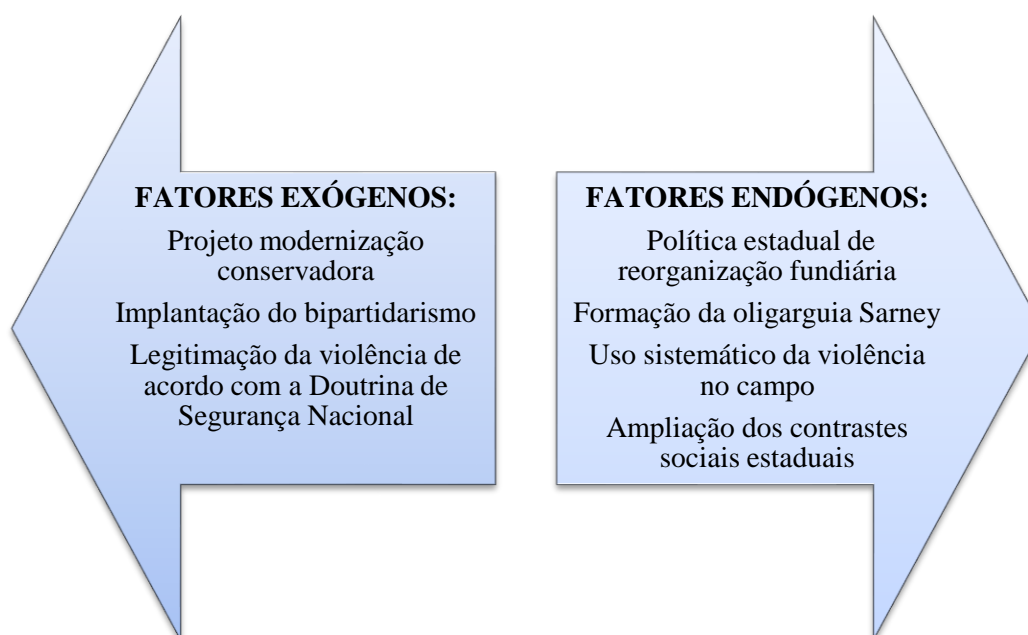 FATORES EXÓGENOS:
Projeto modernização
conservadora
Implantação do bipartidarismo
Legitimação da violência de
acordo com a Doutrina de
Segurança Nacional
FATORES ENDÓGENOS:
Política estadual de
reorganização fundiária
Formação da oligarguia Sarney
Uso sistemático da violência
no campo
Ampliação dos contrastes
sociais estaduais